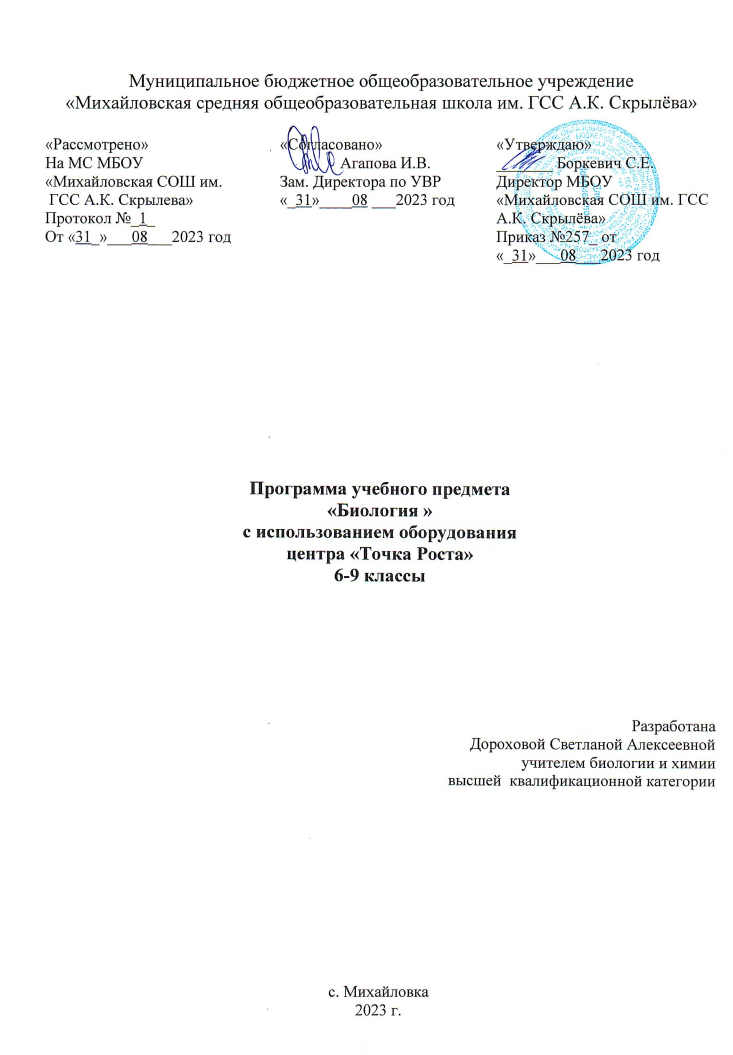 Муниципальное бюджетное общеобразовательное учреждение
«Михайловская средняя общеобразовательная школа им. ГСС А.К. Скрылёва»
«Рассмотрено»
На МС МБОУ
«Михайловская СОШ им.
ГСС А.К. Скрылева»
Протокол №_1_
От «31_»___08___2023 год
«Согласовано»
Агапова И.В.
Зам. Директора по УВР
«_31»____08 ___2023 год
«Утверждаю»
Боркевич С.Е.
Директор МБОУ
«Михайловская СОШ им. ГСС
А.К. Скрылёва»
Приказ №257_ от
«_31»___08___2023 год
Программа учебного предмета
«Биология »
с использованием оборудования
центра «Точка Роста»
6-9 классы
Разработана
Дороховой Светланой Алексеевной
учителем биологии и химии
высшей квалификационной категории
с. Михайловка
2023 г.